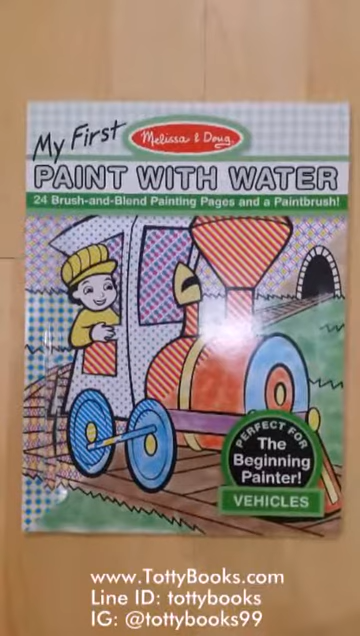 My First
Melissa & Doug
PAINT WITH WATER
24 Brush-and-Blend Painting Pages and a Paintbrush!
PERFECT FOR
The
Beginning
Painter!
VEHICLES
www.TottyBooks.com
Line ID: tottybooks
IG: @tottybooks99